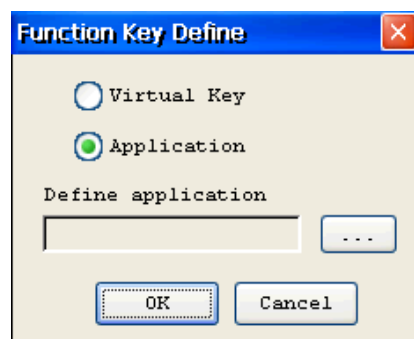 Function Key Define
Virtual Key
Application
Define application
...
OK Cancel